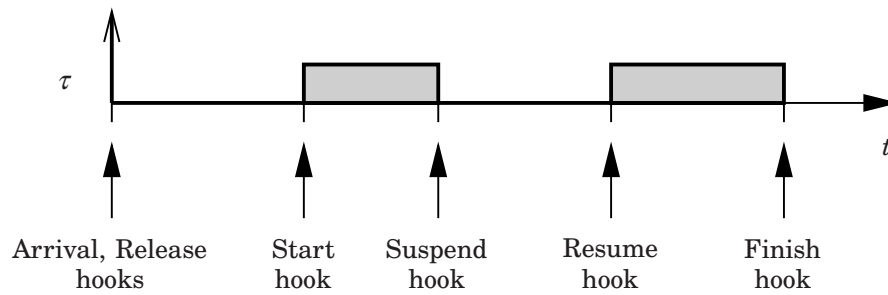 τ
t
Arrival, Release
hooks
Start
hook
Suspend
hook
Resume
hook
Finish
hook